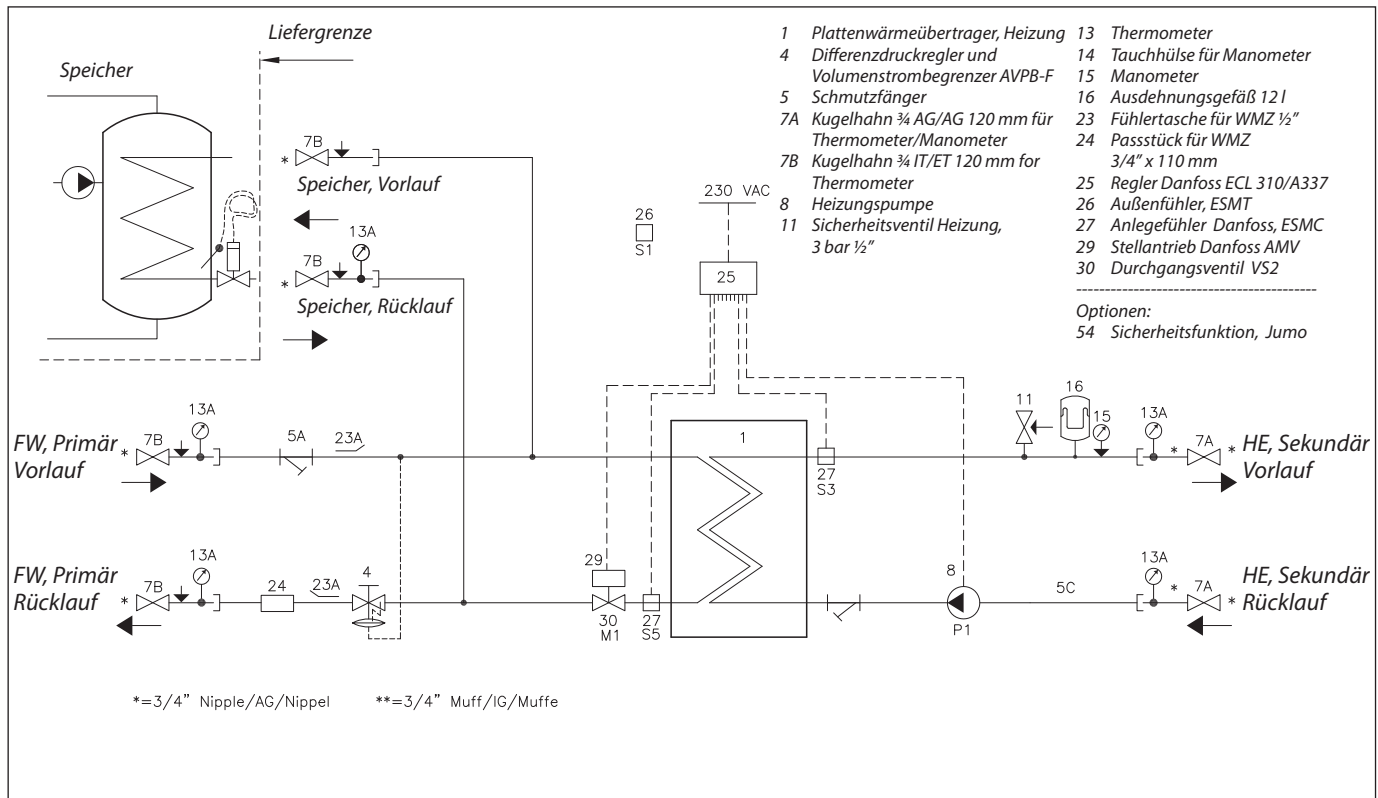 Liefergrenze
Speicher
7B
*
Speicher, Vorlauf
13A
7B
*
Speicher, Rücklauf
1 Plattenwärmeübertrager, Heizung
4 Differenzdruckregler und
Volumenstrombegrenzer AVPB-F
5 Schmutzfänger
7A Kugelhahn ¾ AG/AG 120 mm für
Thermometer/Manometer
7B Kugelhahn ¾ IT/ET 120 mm for
Thermometer
8 Heizungspumpe
11 Sicherheitsventil Heizung,
3 bar ½”
13 Thermometer
14 Tauchhülse für Manometer
15 Manometer
16 Ausdehnungsgefäß 12 l
23 Fühlertasche für WMZ ½”
24 Passstück für WMZ
3/4” x 110 mm
25 Regler Danfoss ECL 310/A337
26 Außenfühler, ESMT
27 Anlegefühler Danfoss, ESMC
29 Stellantrieb Danfoss AMV
30 Durchgangsventil VS2
Optionen:
54 Sicherheitsfunktion, Jumo
230 VAC
26
S1
25
FW, Primär
Vorlauf
*
7B
13A
5A
23A
1
27
S3
11
16
15
13A
*
7A
*
HE, Sekundär
Vorlauf
FW, Primär
Rücklauf
*
7B
13A
24
23A
4
29
30
M1
27
S5
8
P1
5C
13A
*
7A
*
HE, Sekundär
Rücklauf
*=3/4” Nipple/AG/Nippel **=3/4” Muff/IG/Muffe